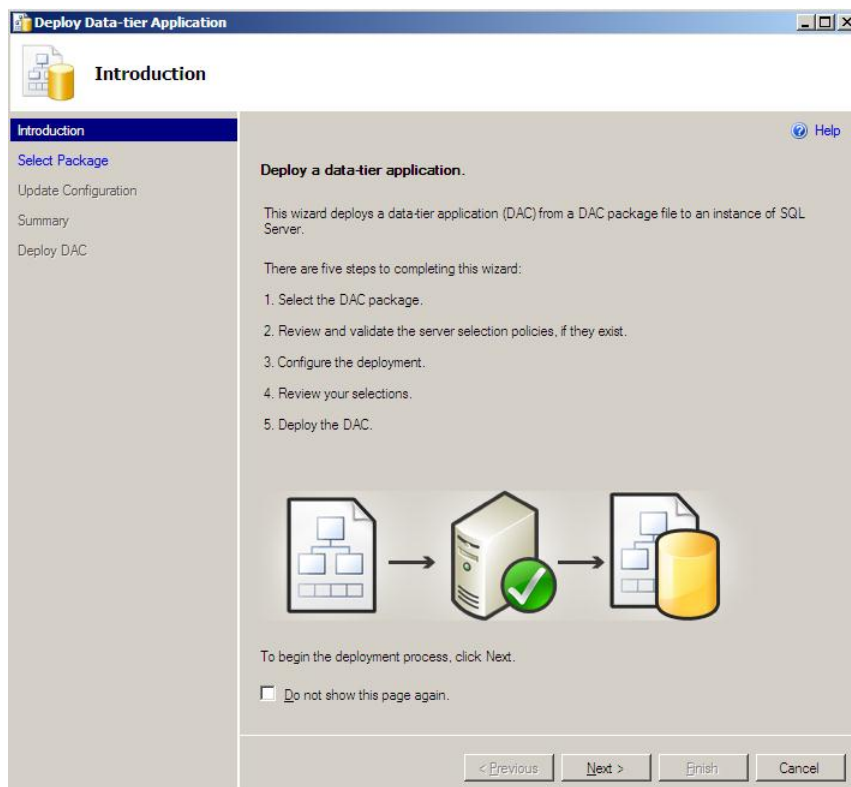 Deploy Data-tier Application
Introduction
Introduction
Help
Select Package
Update Configuration
Summary
Deploy DAC
Deploy a data-tier application.
This wizard deploys a data-tier application (DAC) from a DAC package file to an instance of SQL
Server.
There are five steps to completing this wizard:
1. Select the DAC package.
2. Review and validate the server selection policies, if they exist.
3. Configure the deployment.
4. Review your selections.
5. Deploy the DAC.
To begin the deployment process, click Next.
Do not show this page again.
< Previous
Next >
Finish
Cancel